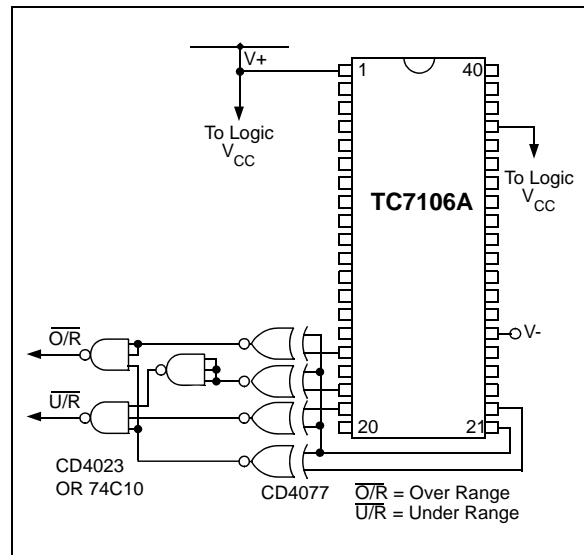 V+
1
40
To Logic
VCC
To Logic
VCC
TC7106A
O/R
V-
U/R
20
21
CD4023
OR 74C10
CD4077
O/R = Over Range
U/R = Under Range